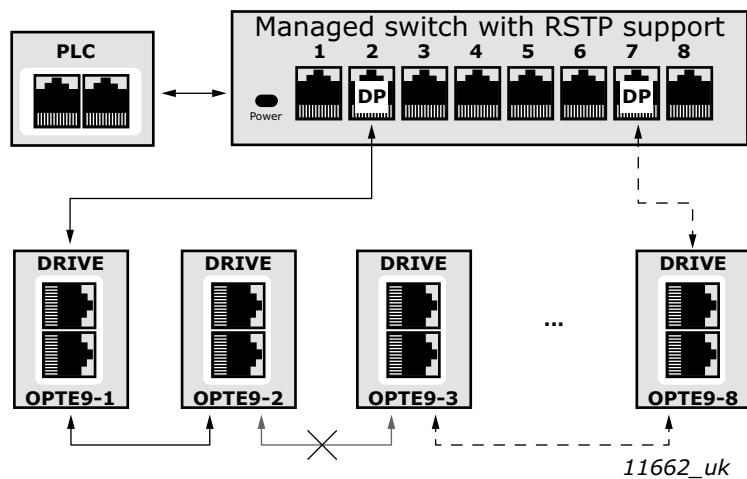 Managed switch with RSTP support
PLC
1 2 3 4 5 6 7 8
DP DP
Power
DRIVE DRIVE DRIVE DRIVE
...
OPTE9-1 OPTE9-2 OPTE9-3 OPTE9-8
11662_uk